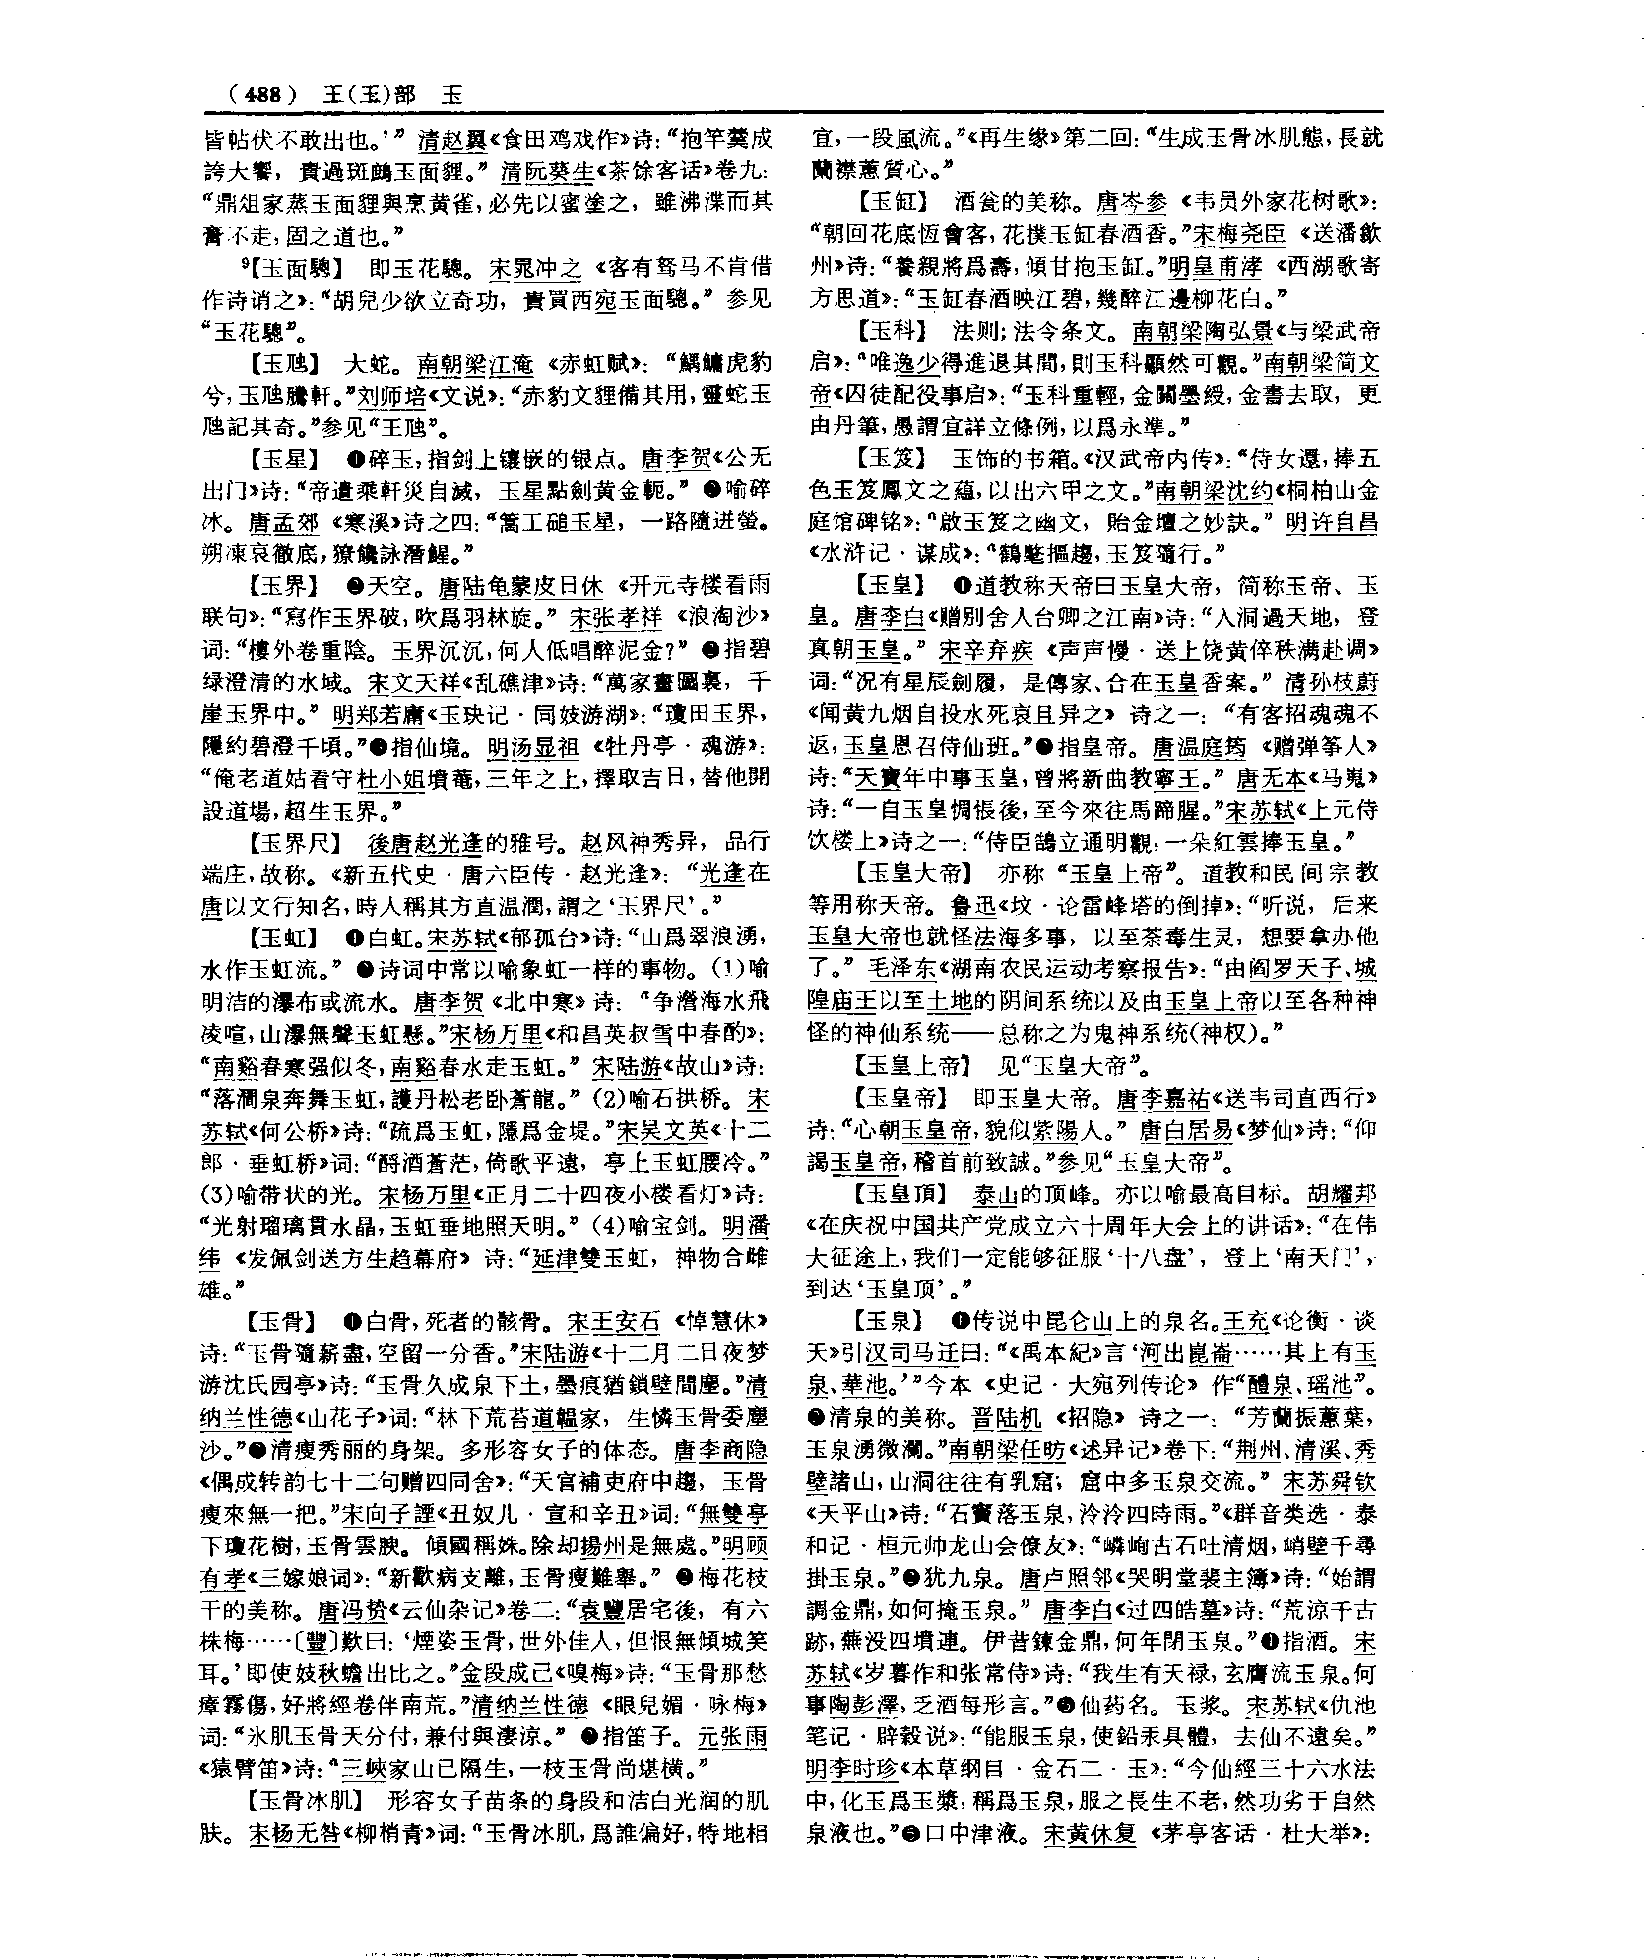 （488） 王（玉）部 玉
皆帖伏不敢出也。’”清赵翼《食田鸡戏作》诗：“抱竿羹成
誇大饗，賣過斑鷓玉面貍。”清阮葵生《茶馀客话》卷九：
“鼎俎家蒸玉面貍與烹黄雀，必先以蜜塗之，雖沸渫而其
膏不走，固之道也。”
9【玉面驄】 即玉花驄。宋晁冲之《客有驽马不肯借
作诗诮之》：“胡兒少欲立奇功，賣買西宛玉面驄。”参见
“玉花驄”。
【玉虺】 大蛇。南朝梁江淹《赤虹赋》：“鰅鱅虎豹
兮，玉虺騰軒。”刘师培《文说》：“赤豹文貍備其用，靈蛇玉
虺記其奇。”参见“王虺”。
【玉星】 ❶碎玉，指剑上镶嵌的银点。唐李贺《公无
出门》诗：“帝遣乘軒災自滅，玉星點劍黄金軛。”❷喻碎
冰。唐孟郊《寒溪》诗之四：“篙工磓玉星，一路隨迸螢。
朔凍哀徹底，獠饞詠潛鯹。”
【玉界】 ❶天空。唐陆龟蒙皮日休《开元寺楼看雨
联句》：“寫作玉界破，吹爲羽林旋。”宋张孝祥《浪淘沙》
词：“樓外卷重陰。玉界沉沉，何人低唱醉泥金？”❷指碧
绿澄清的水域。宋文天祥《乱礁津》诗：“萬家畫圖裏，千
崖玉界中。”明郑若庸《玉玦记·同妓游湖》：“瓊田玉界，
隱約碧澄千頃。”❸指仙境。明汤显祖《牡丹亭·魂游》：
“俺老道姑看守杜小姐墳菴，三年之上，擇取吉日，替他開
設道場，超生玉界。”
【玉界尺】 後唐赵光逢的雅号。赵风神秀异，品行
端庄，故称。《新五代史·唐六臣传·赵光逢》：“光逢在
唐以文行知名，時人稱其方直温潤，謂之‘玉界尺’。”
【玉虹】 ❶白虹。宋苏轼《郁孤台》诗：“山爲翠浪湧，
水作玉虹流。”❷诗词中常以喻象虹一样的事物。（1）喻
明洁的瀑布或流水。唐李贺《北中寒》诗：“争瀯海水飛
凌喧，山瀑無聲玉虹懸。”宋杨万里《和昌英叔雪中春酌》：
“南谿春寒强似冬，南谿春水走玉虹。”宋陆游《故山》诗：
“落澗泉奔舞玉虹，護丹松老卧蒼龍。”（2）喻石拱桥。宋
苏轼《何公桥》诗：“疏爲玉虹，隱爲金堤。”宋吴文英《十二
郎·垂虹桥》词：“酹酒蒼茫，倚歌平遠，亭上玉虹腰冷。”
（3）喻带状的光。宋杨万里《正月二十四夜小楼看灯》诗：
“光射瑠璃貫水晶，玉虹垂地照天明。”（4）喻宝剑。明潘
纬《发佩剑送方生趋幕府》诗：“延津雙玉虹，神物合雌
雄。”
【玉骨】 ❶白骨，死者的骸骨。宋王安石《悼慧休》
诗：“玉骨隨薪盡，空留一分香。”宋陆游《十二月二日夜梦
游沈氏园亭》诗：“玉骨久成泉下土，墨痕猶鎖壁間塵。”清
纳兰性德《山花子》词：“林下荒苔道韞家，生憐玉骨委塵
沙。”❷清瘦秀丽的身架。多形容女子的体态。唐李商隐
《偶成转韵七十二句赠四同舍》：“天官補吏府中趨，玉骨
瘦來無一把。”宋向子諲《丑奴儿·宣和辛丑》词：“無雙亭
下瓊花樹，玉骨雲腴。傾國稱姝。除却揚州是無處。”明顾
有孝《三嫁娘词》：“新歡病支離，玉骨瘦難舉。”❸梅花枝
干的美称。唐冯贽《云仙杂记》卷二：“袁豐居宅後，有六
株梅……〔豐〕歎曰：‘煙姿玉骨，世外佳人，但恨無傾城笑
耳。’即使妓秋蟾出比之。”金段成己《嗅梅》诗：“玉骨那愁
瘴霧傷，好將經卷伴南荒。”清纳兰性德《眼兒媚·咏梅》
词：“氷肌玉骨天分付，兼付與淒凉。”❹指笛子。元张雨
《猿臂笛》诗：“三峽家山已隔生，一枝玉骨尚堪横。”
【玉骨冰肌】 形容女子苗条的身段和洁白光润的肌
肤。宋杨无咎《柳梢青》词：“玉骨冰肌，爲誰偏好，特地相
宜，一段風流。”《再生缘》第二回：“生成玉骨冰肌態，長就
蘭襟蕙質心。”
【玉缸】 酒瓮的美称。唐岑参《韦员外家花树歌》：
“朝回花底恆會客，花撲玉缸春酒香。”宋梅尧臣《送潘歙
州》诗：“養親將爲壽，傾甘抱玉缸。”明皇甫涍《西湖歌寄
方思道》：“玉缸春酒映江碧，幾醉江邊柳花白。”
【玉科】 法则；法令条文。南朝梁陶弘景《与梁武帝
启》：“唯逸少得進退其間，則玉科顯然可觀。”南朝梁简文
帝《囚徒配役事启》：“玉科重輕，金關墨綬，金書去取，更
由丹筆，愚謂宜詳立條例，以爲永準。”
【玉笈】 玉饰的书箱。《汉武帝内传》：“侍女還，捧五
色玉笈鳳文之藴，以出六甲之文。”南朝梁沈约《桐柏山金
庭馆碑铭》：“啟玉笈之幽文，貽金壇之妙訣。”明许自昌
《水浒记·谋成》：“鶴氅摳趨，玉笈隨行。”
【玉皇】 ❶道教称天帝曰玉皇大帝，简称玉帝、玉
皇。唐李白《赠别舍人台卿之江南》诗：“入洞過天地，登
真朝玉皇。”宋辛弃疾《声声慢·送上饶黄倅秩满赴调》
词：“况有星辰劍履，是傳家、合在玉皇香案。”清孙枝蔚
《闻黄九烟自投水死哀且异之》诗之一：“有客招魂魂不
返，玉皇恩召侍仙班。”❷指皇帝。唐温庭筠《赠弹筝人》
诗：“天寶年中事玉皇，曾將新曲教寧王。”唐无本《马嵬》
诗：“一自玉皇惆悵後，至今來往馬蹄腥。”宋苏轼《上元侍
饮楼上》诗之一：“侍臣鵠立通明觀：一朵紅雲捧玉皇。”
【玉皇大帝】 亦称“玉皇上帝”。道教和民间宗教
等用称天帝。鲁迅《坟·论雷峰塔的倒掉》：“听说，后来
玉皇大帝也就怪法海多事，以至荼毒生灵，想要拿办他
了。”毛泽东《湖南农民运动考察报告》：“由阎罗天子、城
隍庙王以至土地的阴间系统以及由玉皇上帝以至各种神
怪的神仙系统——总称之为鬼神系统（神权）。”
【玉皇上帝】 见“玉皇大帝”。
【玉皇帝】 即玉皇大帝。唐李嘉祐《送韦司直西行》
诗：“心朝玉皇帝，貌似紫陽人。”唐白居易《梦仙》诗：“仰
謁玉皇帝，稽首前致誠。”参见“玉皇大帝”。
【玉皇頂】 泰山的顶峰。亦以喻最高目标。胡耀邦
《在庆祝中国共产党成立六十周年大会上的讲话》：“在伟
大征途上，我们一定能够征服‘十八盘’，登上‘南天门’，
到达‘玉皇顶’。”
【玉泉】 ❶传说中昆仑山上的泉名。王充《论衡·谈
天》引汉司马迁曰：“《禹本紀》言‘河出崑崙……其上有玉
泉、華池。’”今本《史记·大宛列传论》作“醴泉、瑶池”。
❷清泉的美称。晋陆机《招隐》诗之一：“芳蘭振蕙葉，
玉泉湧微瀾。”南朝梁任昉《述异记》卷下：“荆州、清溪、秀
壁諸山，山洞往往有乳窟；窟中多玉泉交流。”宋苏舜钦
《天平山》诗：“石竇落玉泉，泠泠四時雨。”《群音类选·泰
和记·桓元帅龙山会僚友》：“嶙峋古石吐清烟，峭壁千尋
掛玉泉。”❸犹九泉。唐卢照邻《哭明堂裴主簿》诗：“始謂
調金鼎，如何掩玉泉。”唐李白《过四皓墓》诗：“荒涼千古
跡，蕪没四墳連。伊昔鍊金鼎，何年閉玉泉。”❹指酒。宋
苏轼《岁暮作和张常侍》诗：“我生有天禄，玄膺流玉泉。何
事陶彭澤，乏酒每形言。”❺仙药名。玉浆。宋苏轼《仇池
笔记·辟毂说》：“能服玉泉，使鉛汞具體，去仙不遠矣。”
明李时珍《本草纲目·金石二·玉》：“今仙經三十六水法
中，化玉爲玉漿，稱爲玉泉，服之長生不老，然功劣于自然
泉液也。”❻口中津液。宋黄休复《茅亭客话·杜大举》：